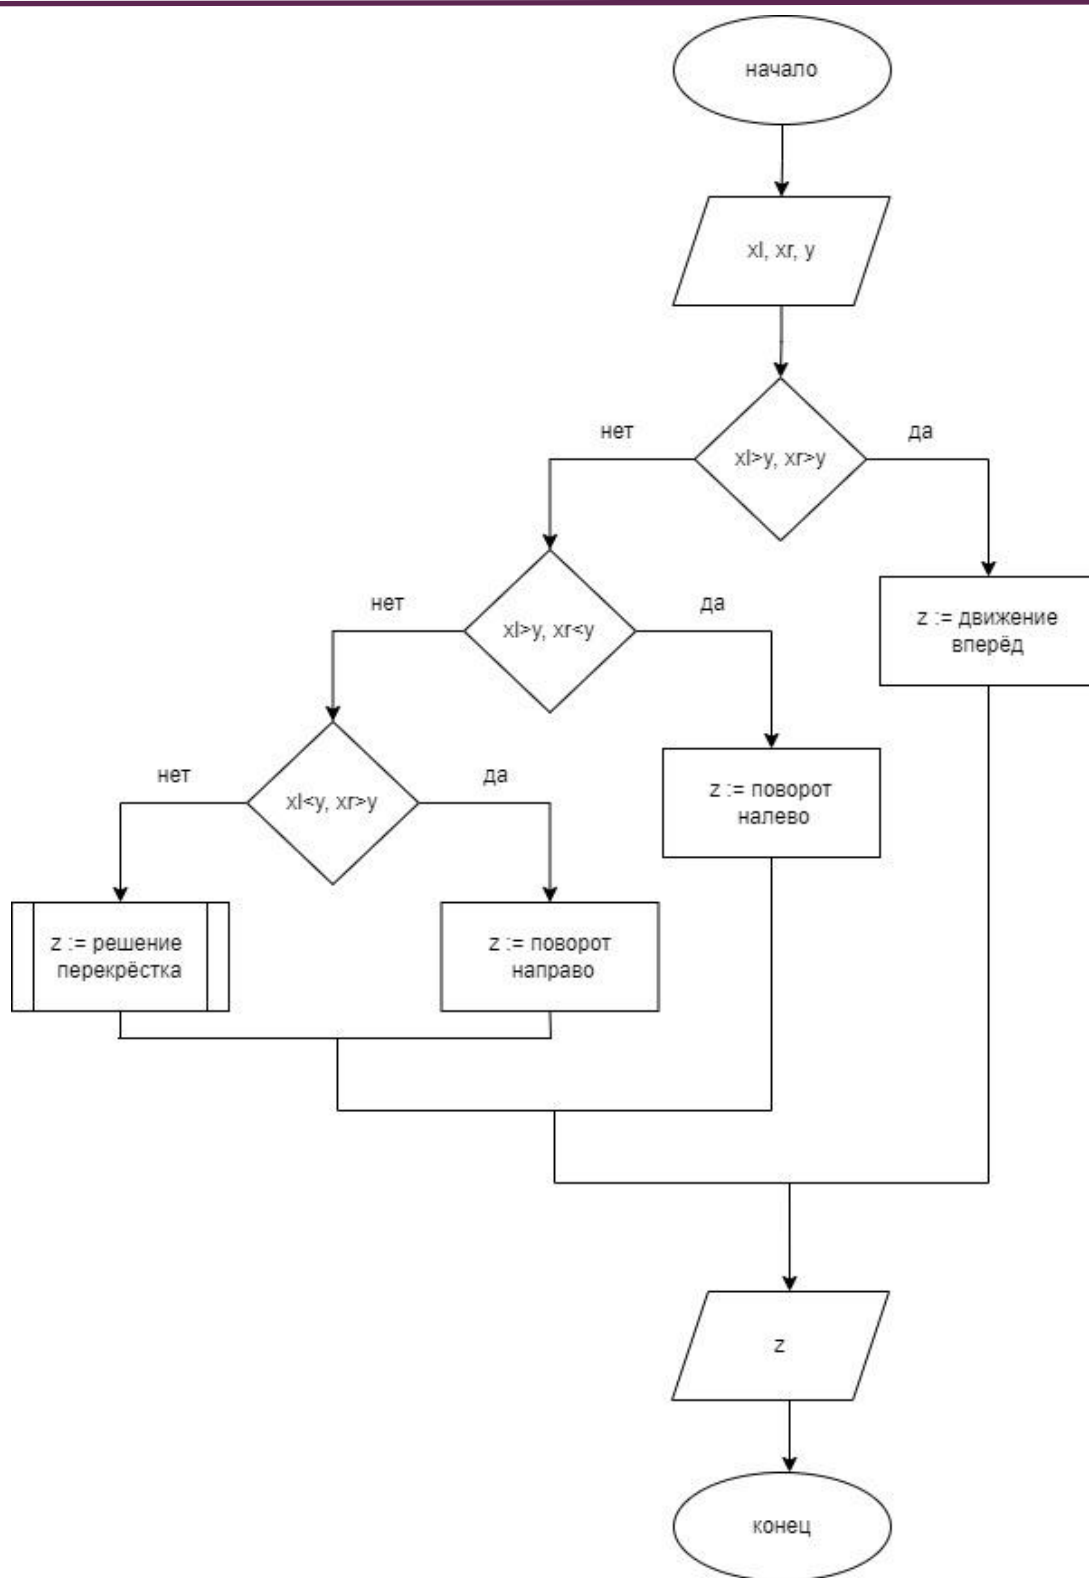 начало
xl, xr, y
нет
да
xl>y, xr>y
нет
да
xl>y, xr<y
z := движение
вперёд
нет
да
xl<y, xr>y
z := поворот
налево
z := решение
перекрёстка
z := поворот
направо
z
конец